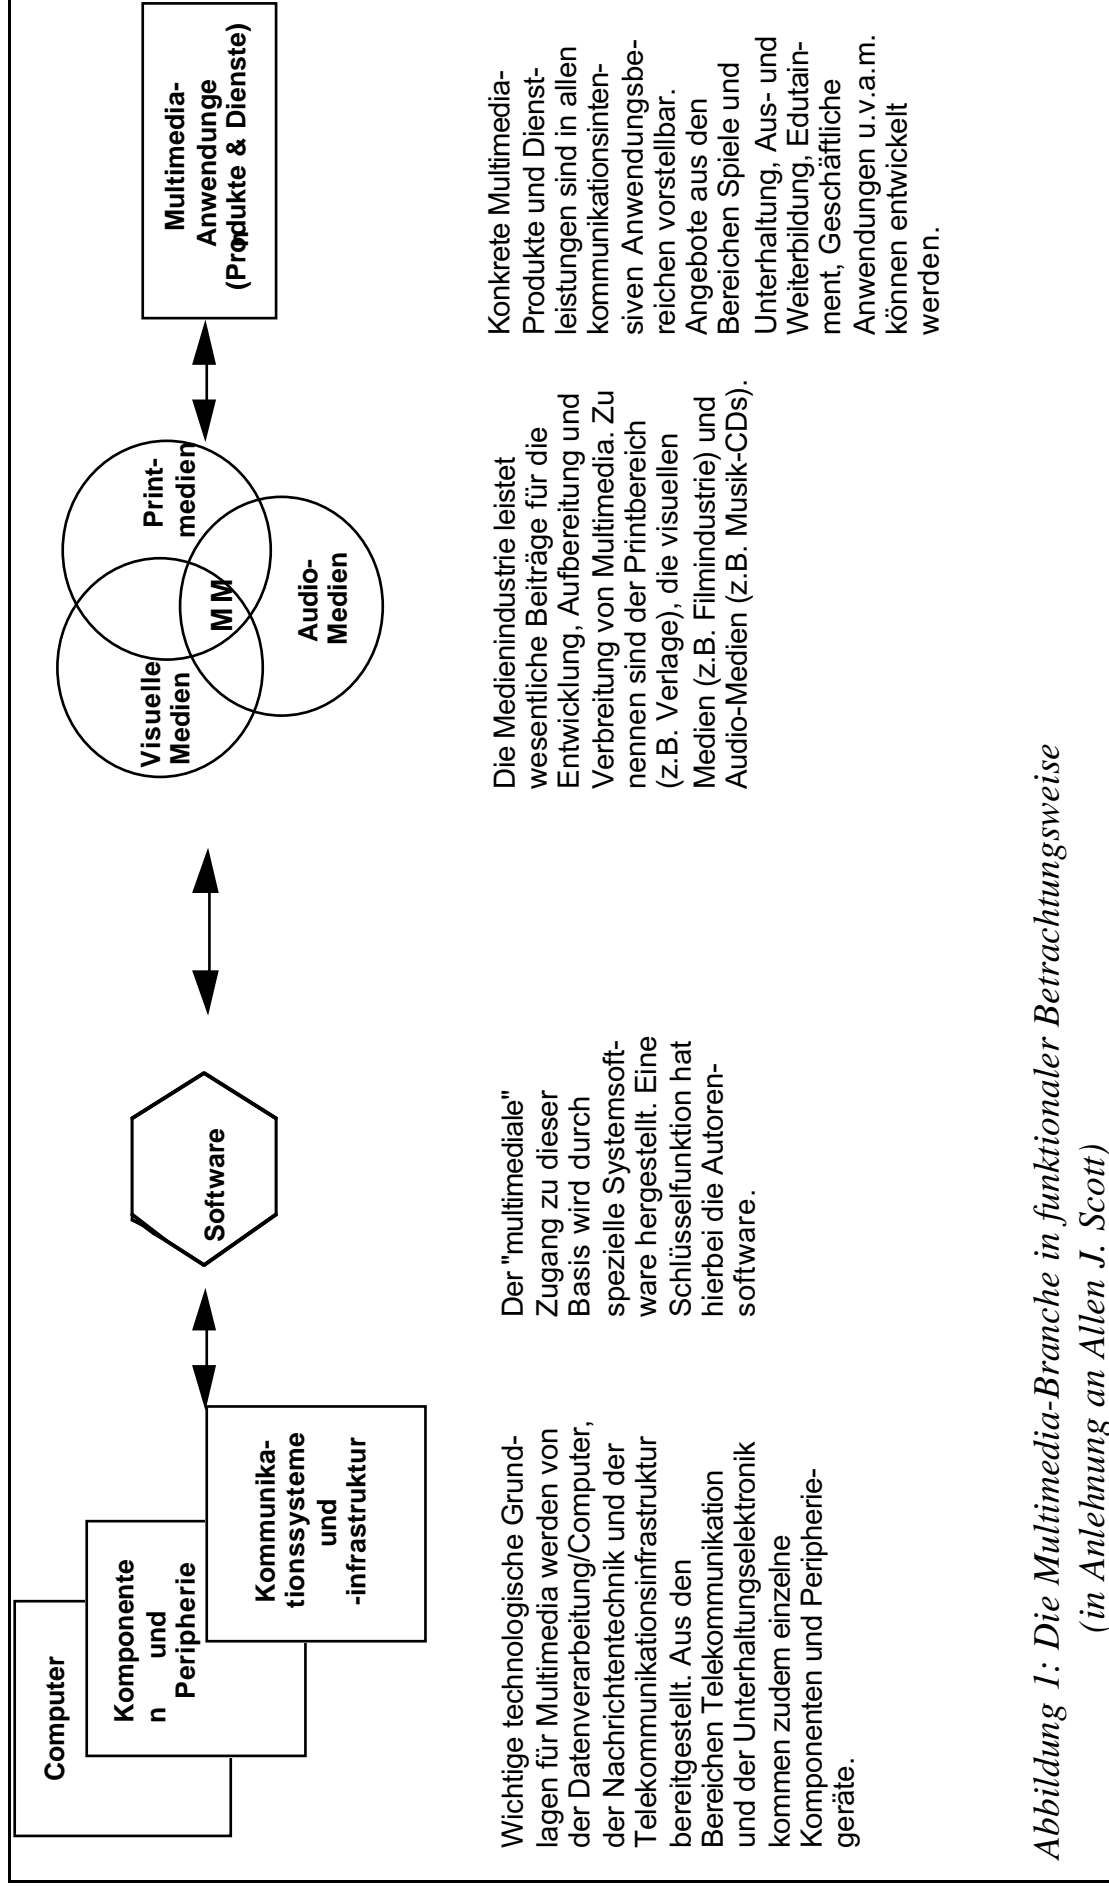 Computer
Komponente
n und
Peripherie
Kommunika-
tionssysteme
und
-infrastruktur
Software
Visuelle
Medien
Print-
medien
MM
Audio-
Medien
Multimedia-
Anwendunge
n
(Produkte & Dienste)
Wichtige technologische Grund-
lagen für Multimedia werden von
der Datenverarbeitung/Computer,
der Nachrichtentechnik und der
Telekommunikationsinfrastruktur
bereitgestellt. Aus den
Bereichen Telekommunikation
und der Unterhaltungselektronik
kommen zudem einzelne
Komponenten und Peripherie-
geräte.
Der "multimediale"
Zugang zu dieser
Basis wird durch
spezielle Systemsoft-
ware hergestellt. Eine
Schlüsselfunktion hat
hierbei die Autoren-
software.
Die Medienindustrie leistet
wesentliche Beiträge für die
Entwicklung, Aufbereitung und
Verbreitung von Multimedia. Zu
nennen sind der Printbereich
(z.B. Verlage), die visuellen
Medien (z.B. Filmindustrie) und
Audio-Medien (z.B. Musik-CDs).
Konkrete Multimedia-
Produkte und Dienst-
leistungen sind in allen
kommunikationsinten-
siven Anwendungsbe-
reichen vorstellbar.
Angebote aus den
Bereichen Spiele und
Unterhaltung, Aus- und
Weiterbildung, Edutain-
ment, Geschäftliche
Anwendungen u.v.a.m.
können entwickelt
werden.
Abbildung 1: Die Multimedia-Branche in funktionaler Betrachtungsweise
(in Anlehnung an Allen J. Scott)